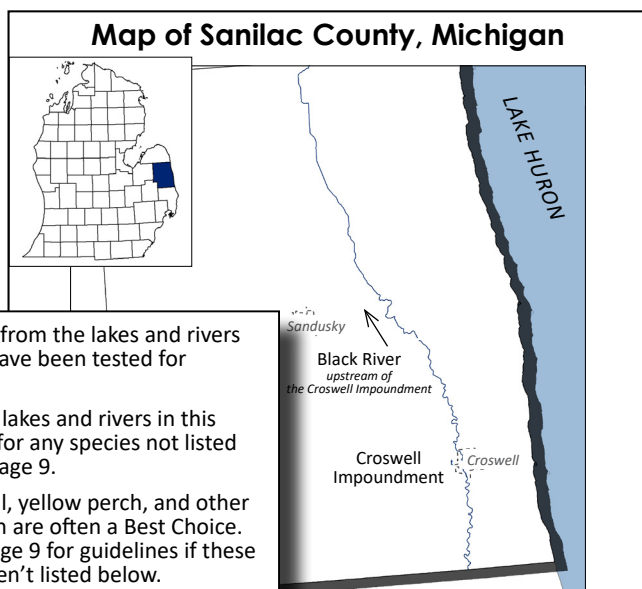 Map of Sanilac County, Michigan
LAKE HURON
Sandusky
Black River
upstream of
the Croswell Impoundment
Croswell
Impoundment
Croswell
from the lakes and rivers
ave been tested for
lakes and rivers in this
for any species not listed
age 9.
l, yellow perch, and other
n are often a Best Choice.
ge 9 for guidelines if these
en't listed below.